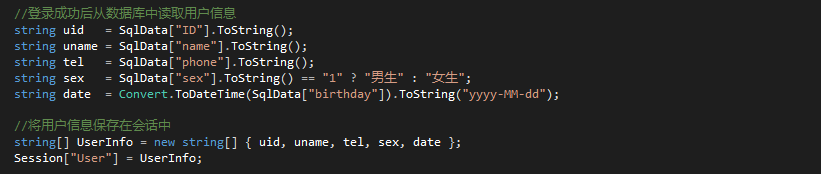 //登录成功后从数据库中读取用户信息
string uid   = SqlData["ID"].ToString();
string uname = SqlData["name"].ToString();
string tel   = SqlData["phone"].ToString();
string sex   = SqlData["sex"].ToString() == "1" ? "男生" : "女生";
string date  = Convert.ToDateTime(SqlData["birthday"]).ToString("yyyy-MM-dd");
//将用户信息保存在会话中
string[] UserInfo = new string[] { uid, uname, tel, sex, date };
Session["User"] = UserInfo;